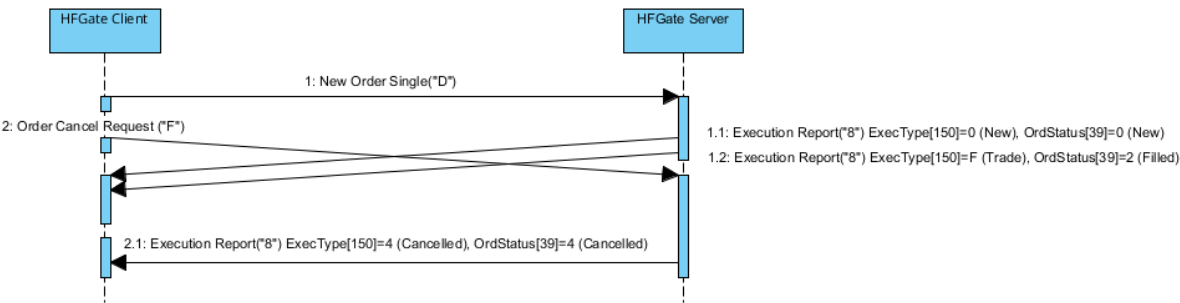 HFGate Client
HFGate Server
1: New Order Single("D")
2: Order Cancel Request ("F")
1.1: Execution Report("8") ExecType[150]=0 (New), OrdStatus[39]=0 (New)
1.2: Execution Report("8") ExecType[150]=F (Trade), OrdStatus[39]=2 (Filled)
2.1: Execution Report("8") ExecType[150]=4 (Cancelled), OrdStatus[39]=4 (Cancelled)